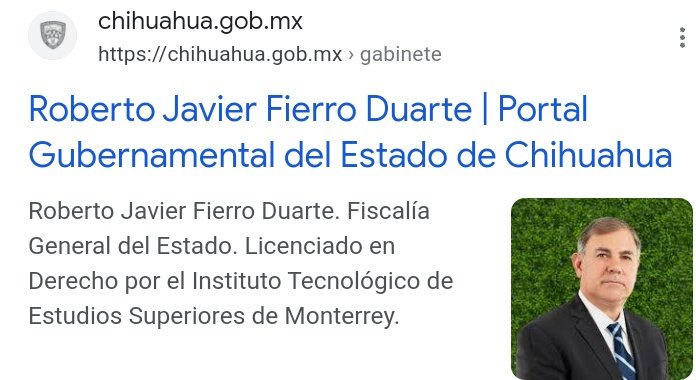 chihuahua.gob.mx
https://chihuahua.gob.mx › gabinete
Roberto Javier Fierro Duarte | Portal
Gubernamental del Estado de Chihuahua
Roberto Javier Fierro Duarte. Fiscalía
General del Estado. Licenciado en
Derecho por el Instituto Tecnológico de
Estudios Superiores de Monterrey.